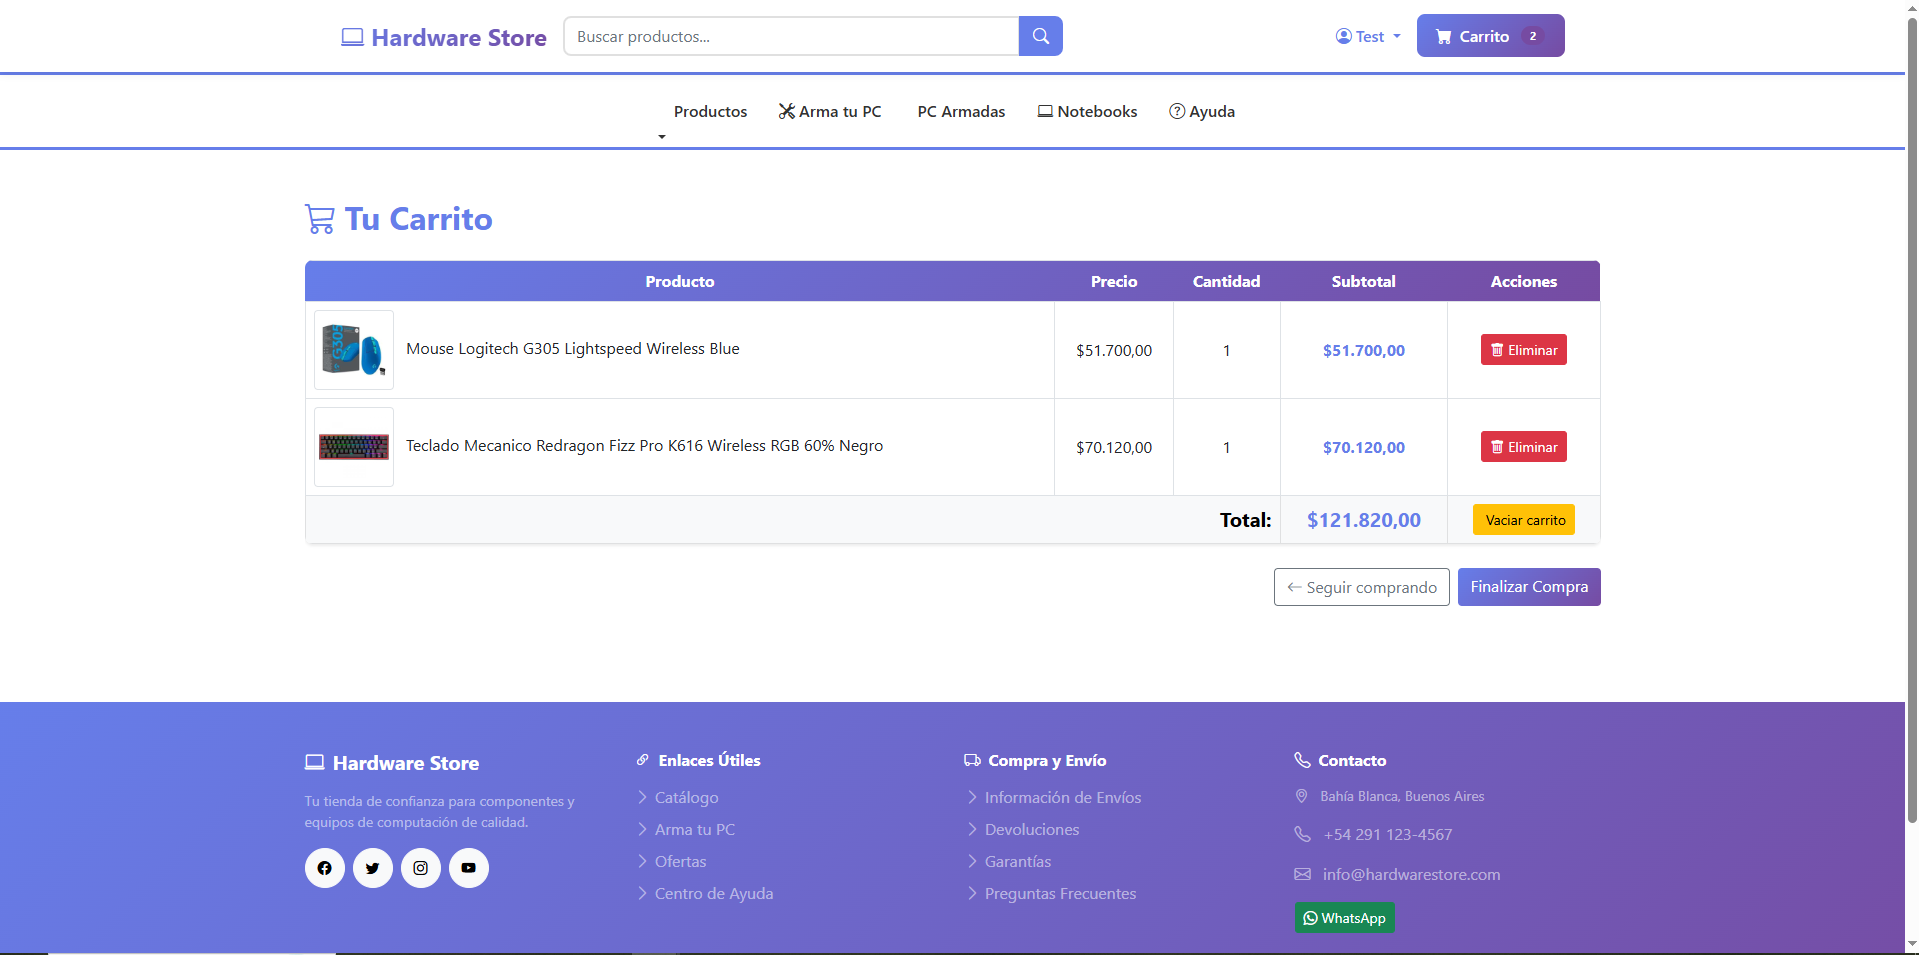 Hardware Store
Buscar productos...
Test
Carrito 2
Productos
Arma tu PC
PC Armadas
Notebooks
Ayuda
Tu Carrito
Producto Precio Cantidad Subtotal Acciones
G305
Mouse Logitech G305 Lightspeed Wireless Blue $51.700,00 1 $51.700,00 Eliminar
Teclado Mecanico Redragon Fizz Pro K616 Wireless RGB 60% Negro $70.120,00 1 $70.120,00 Eliminar
Total: $121.820,00 Vaciar carrito
Seguir comprando
Finalizar Compra
Hardware Store
Tu tienda de confianza para componentes y
equipos de computación de calidad.
Enlaces Útiles
Catálogo
Arma tu PC
Ofertas
Centro de Ayuda
Compra y Envío
Información de Envíos
Devoluciones
Garantías
Preguntas Frecuentes
Contacto
Bahía Blanca, Buenos Aires
+54 291 123-4567
info@hardwarestore.com
WhatsApp